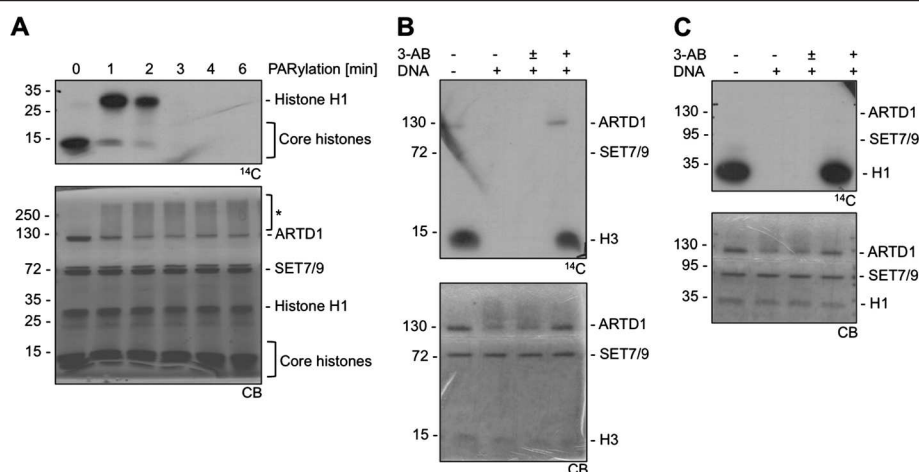 A
0 1 2 3 4 6 PARylation [min]
35 -
25 -
15 -
- Histone H1
Core histones
14C
250 -
130 -
72 -
35 -
25 -
15 -
*
- ARTD1
- SET7/9
Histone H1
Core histones
CB
B
3-AB - - ± +
DNA - + + +
130 -
72 -
15 -
- ARTD1
- SET7/9
- H3
14C
130 -
72 -
15 -
- ARTD1
- SET7/9
- H3
CB
C
3-AB - - ± +
DNA - + + +
130 -
95 -
35 -
- ARTD1
- SET7/9
- H1
14C
130 -
95 -
35 -
- ARTD1
- SET7/9
- H1
CB